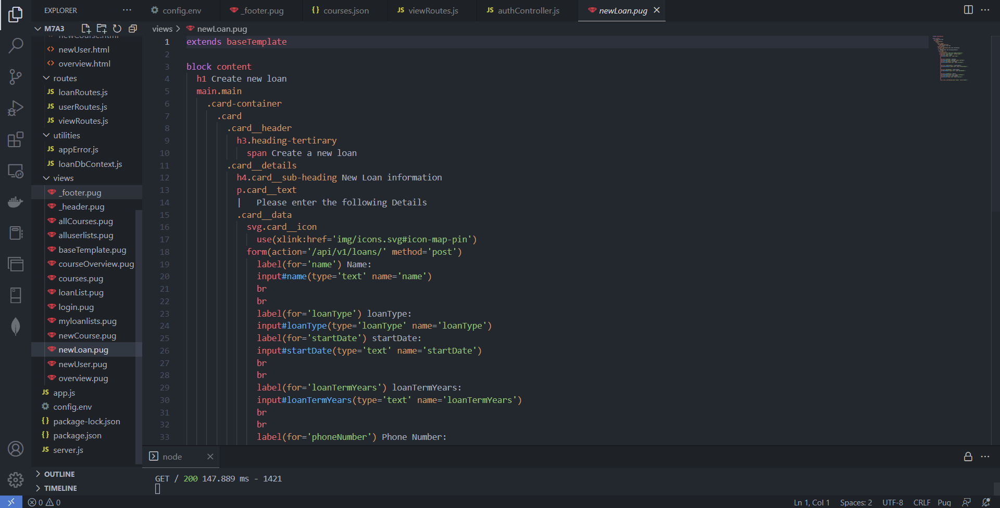 EXPLORER
M7A3
newCourse.html
newUser.html
overview.html
routes
JS loanRoutes.js
JS userRoutes.js
JS viewRoutes.js
utilities
JS appError.js
JS loanDbContext.js
views
_footer.pug
_header.pug
allCourses.pug
alluserlists.pug
baseTemplate.pug
courseOverview.pug
courses.pug
loanList.pug
login.pug
myloanlists.pug
newCourse.pug
newLoan.pug
newUser.pug
overview.pug
JS app.js
config.env
{} package-lock.json
{} package.json
JS server.js
OUTLINE
TIMELINE
config.env
_footer.pug
{} courses.json
JS viewRoutes.js
JS authController.js
newLoan.pug
views > newLoan.pug
1 extends baseTemplate
2
3 block content
4 h1 Create new loan
5 main.main
6 .card-container
7 .card
8 .card__header
9 h3.heading-tertirary
10 span Create a new loan
11 .card__details
12 h4.card__sub-heading New Loan information
13 p.card__text
14 | Please enter the following Details
15 .card__data
16 svg.card__icon
17 use(xlink:href='img/icons.svg#icon-map-pin')
18 form(action='/api/v1/loans/' method='post')
19 label(for='name') Name:
20 input#name(type='text' name='name')
21 br
22 br
23 label(for='loanType') loanType:
24 input#loanType(type='loanType' name='loanType')
25 label(for='startDate') startDate:
26 input#startDate(type='text' name='startDate')
27 br
28 br
29 label(for='loanTermYears') loanTermYears:
30 input#loanTermYears(type='text' name='loanTermYears')
31 br
32 br
33 label(for='phoneNumber') Phone Number:
node
GET / 200 147.889 ms - 1421
0 0
Ln 1, Col 1 Spaces: 2 UTF-8 CRLF Pug